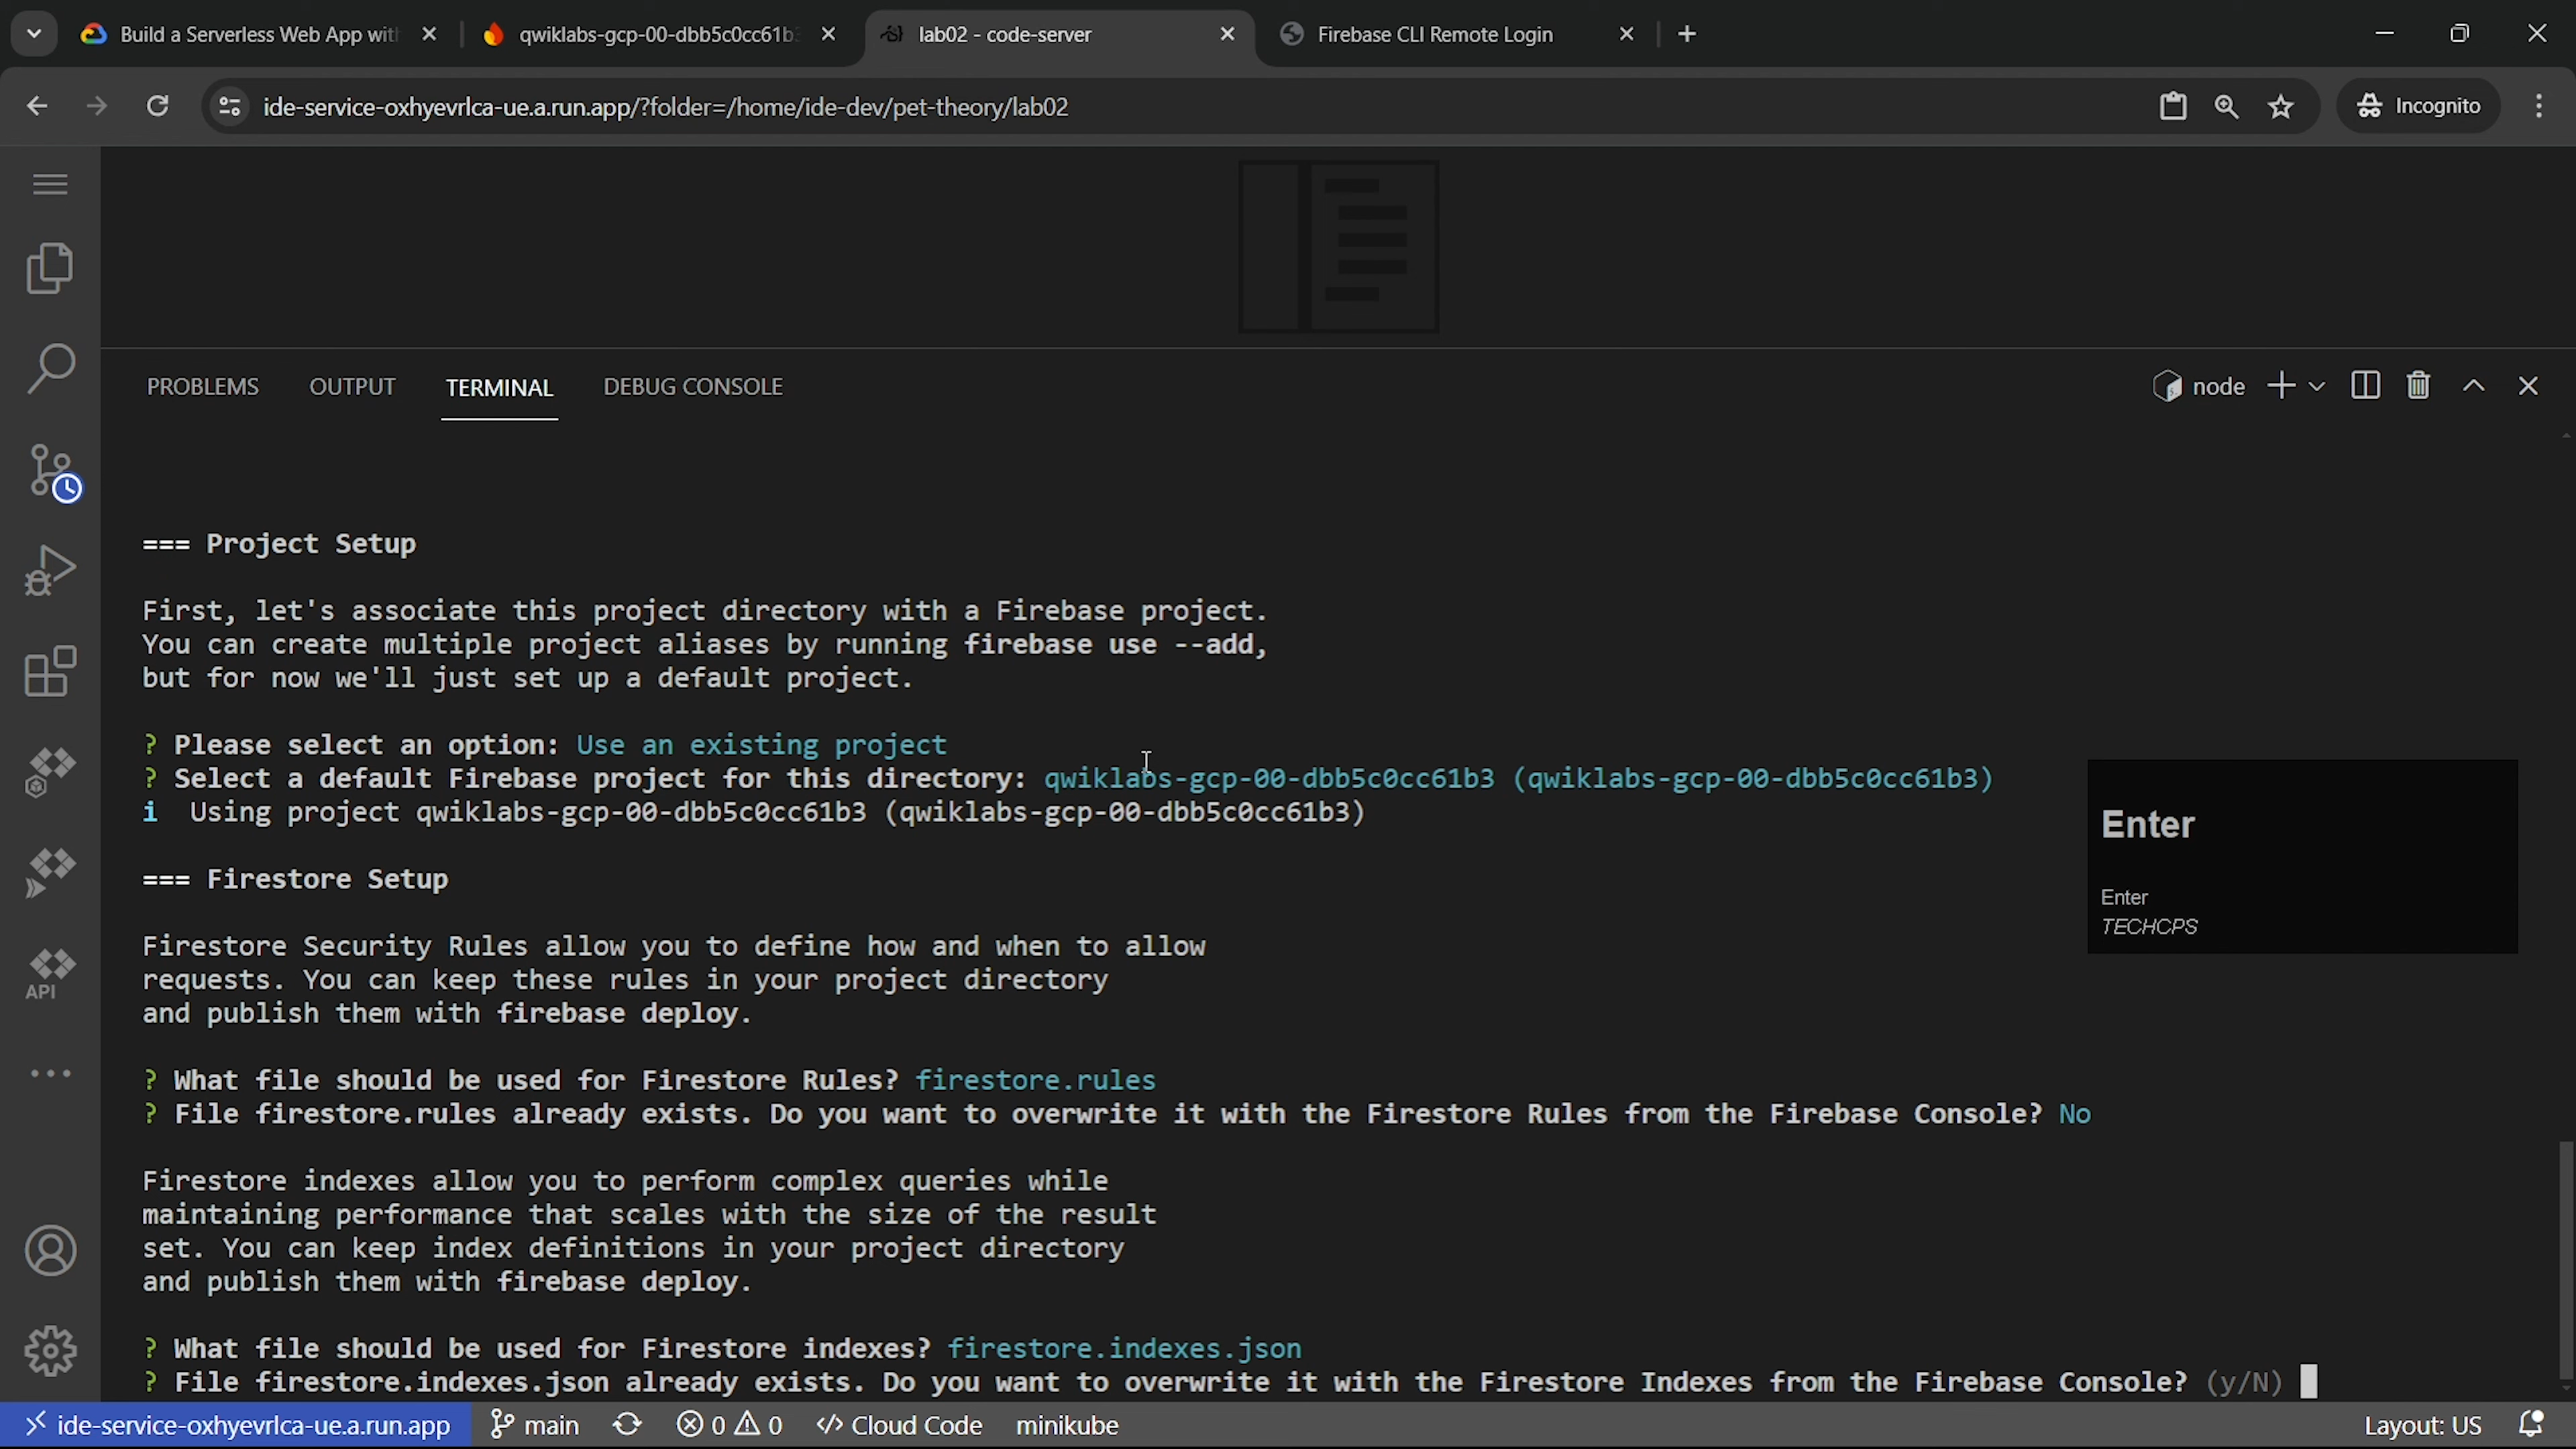 Build a Serverless Web App with
qwiklabs-gcp-00-dbb5c0cc61b3
lab02 - code-server
Firebase CLI Remote Login
ide-service-oxhyevrlca-ue.a.run.app/?folder=/home/ide-dev/pet-theory/lab02
Incognito
PROBLEMS OUTPUT TERMINAL DEBUG CONSOLE
node
=== Project Setup
First, let's associate this project directory with a Firebase project.
You can create multiple project aliases by running firebase use --add,
but for now we'll just set up a default project.
? Please select an option: Use an existing project
? Select a default Firebase project for this directory: qwiklabs-gcp-00-dbb5c0cc61b3 (qwiklabs-gcp-00-dbb5c0cc61b3)
i Using project qwiklabs-gcp-00-dbb5c0cc61b3 (qwiklabs-gcp-00-dbb5c0cc61b3)
Enter
=== Firestore Setup
Enter
TECHCPS
Firestore Security Rules allow you to define how and when to allow
requests. You can keep these rules in your project directory
and publish them with firebase deploy.
API
? What file should be used for Firestore Rules? firestore.rules
? File firestore.rules already exists. Do you want to overwrite it with the Firestore Rules from the Firebase Console? No
Firestore indexes allow you to perform complex queries while
maintaining performance that scales with the size of the result
set. You can keep index definitions in your project directory
and publish them with firebase deploy.
? What file should be used for Firestore indexes? firestore.indexes.json
? File firestore.indexes.json already exists. Do you want to overwrite it with the Firestore Indexes from the Firebase Console? (y/N)
ide-service-oxhyevrlca-ue.a.run.app main 0 0 Cloud Code minikube Layout: US